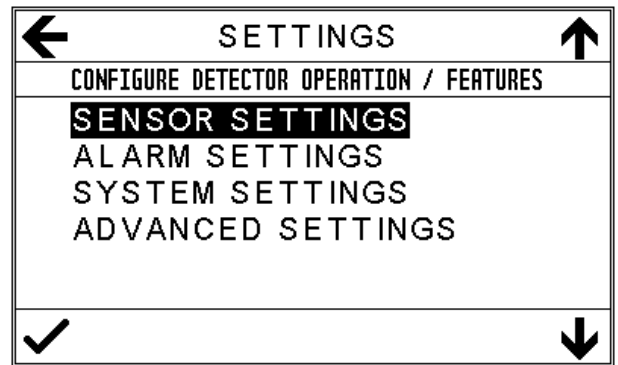 SETTINGS
CONFIGURE DETECTOR OPERATION / FEATURES
SENSOR SETTINGS
ALARM SETTINGS
SYSTEM SETTINGS
ADVANCED SETTINGS